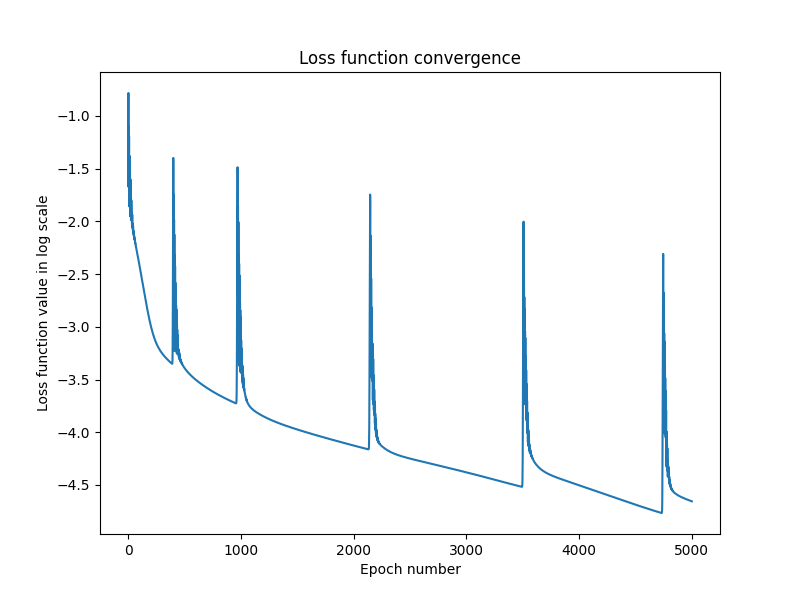 Loss function convergence
Loss function value in log scale
−1.0
−1.5
−2.0
−2.5
−3.0
−3.5
−4.0
−4.5
0 1000 2000 3000 4000 5000
Epoch number